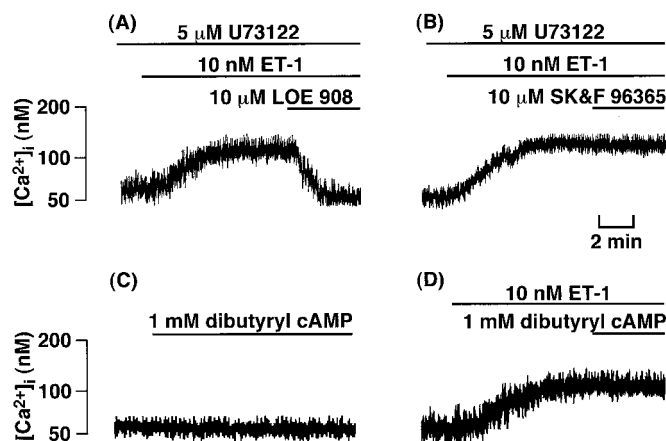 (A)
5 μM U73122
10 nM ET-1
10 μM LOE 908
[Ca2+]i (nM)
200
100
50
(B)
5 μM U73122
10 nM ET-1
10 μM SK&F 96365
2 min
(C)
1 mM dibutyryl cAMP
[Ca2+]i (nM)
200
100
50
(D)
10 nM ET-1
1 mM dibutyryl cAMP